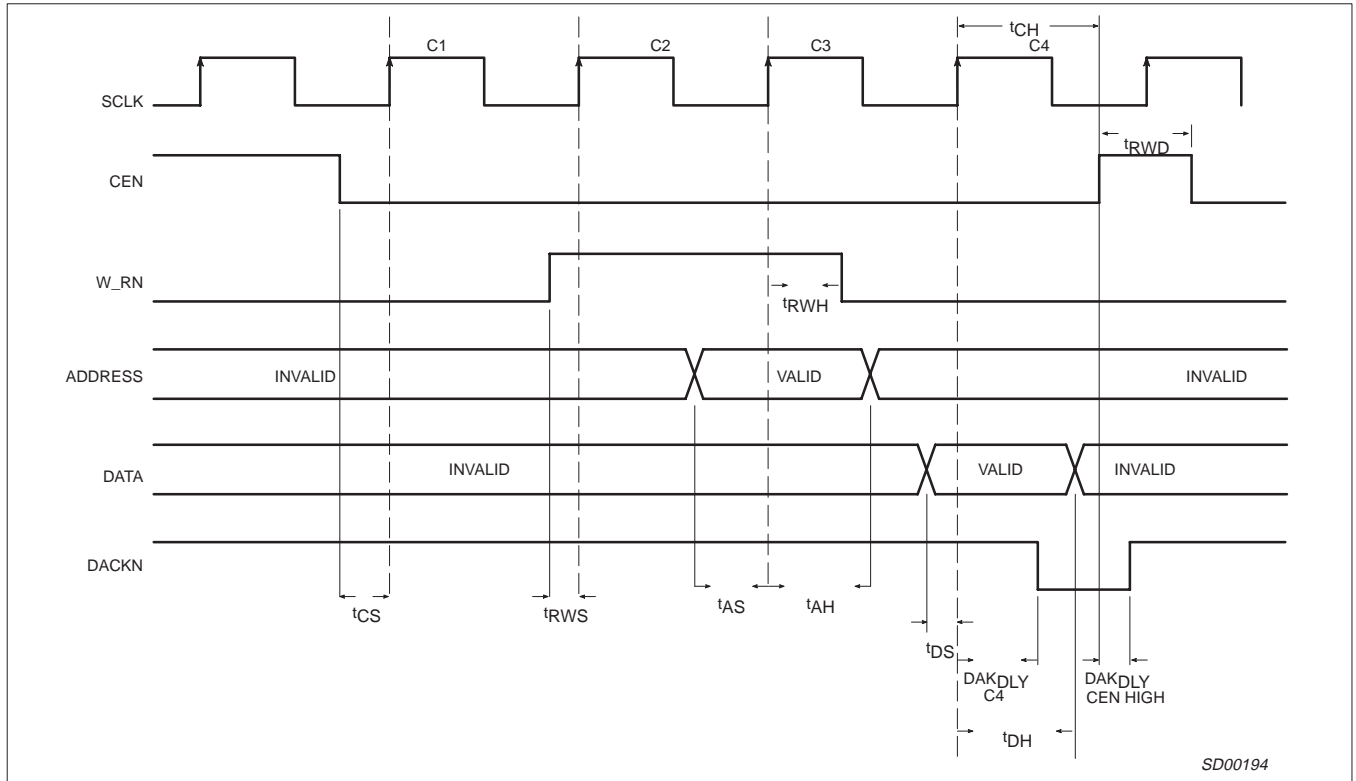 tCH
C1 C2 C3 C4
SCLK
tRWD
CEN
W_RN
tRWH
ADDRESS INVALID VALID INVALID
DATA INVALID VALID INVALID
DACKN
tCS tRWS tAS tAH
tDS
DAKDLY C4
DAKDLY CEN HIGH
tDH
SD00194